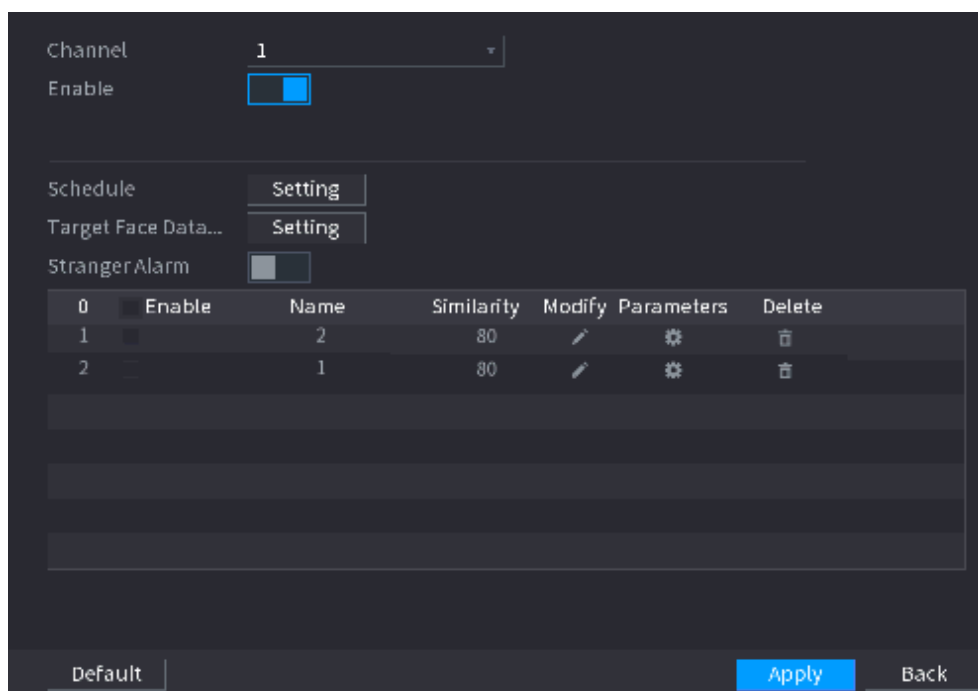 Channel 1
Enable
Schedule Setting
Target Face Data... Setting
Stranger Alarm
0 Enable Name Similarity Modify Parameters Delete
1 2 80
2 1 80
Default Apply Back